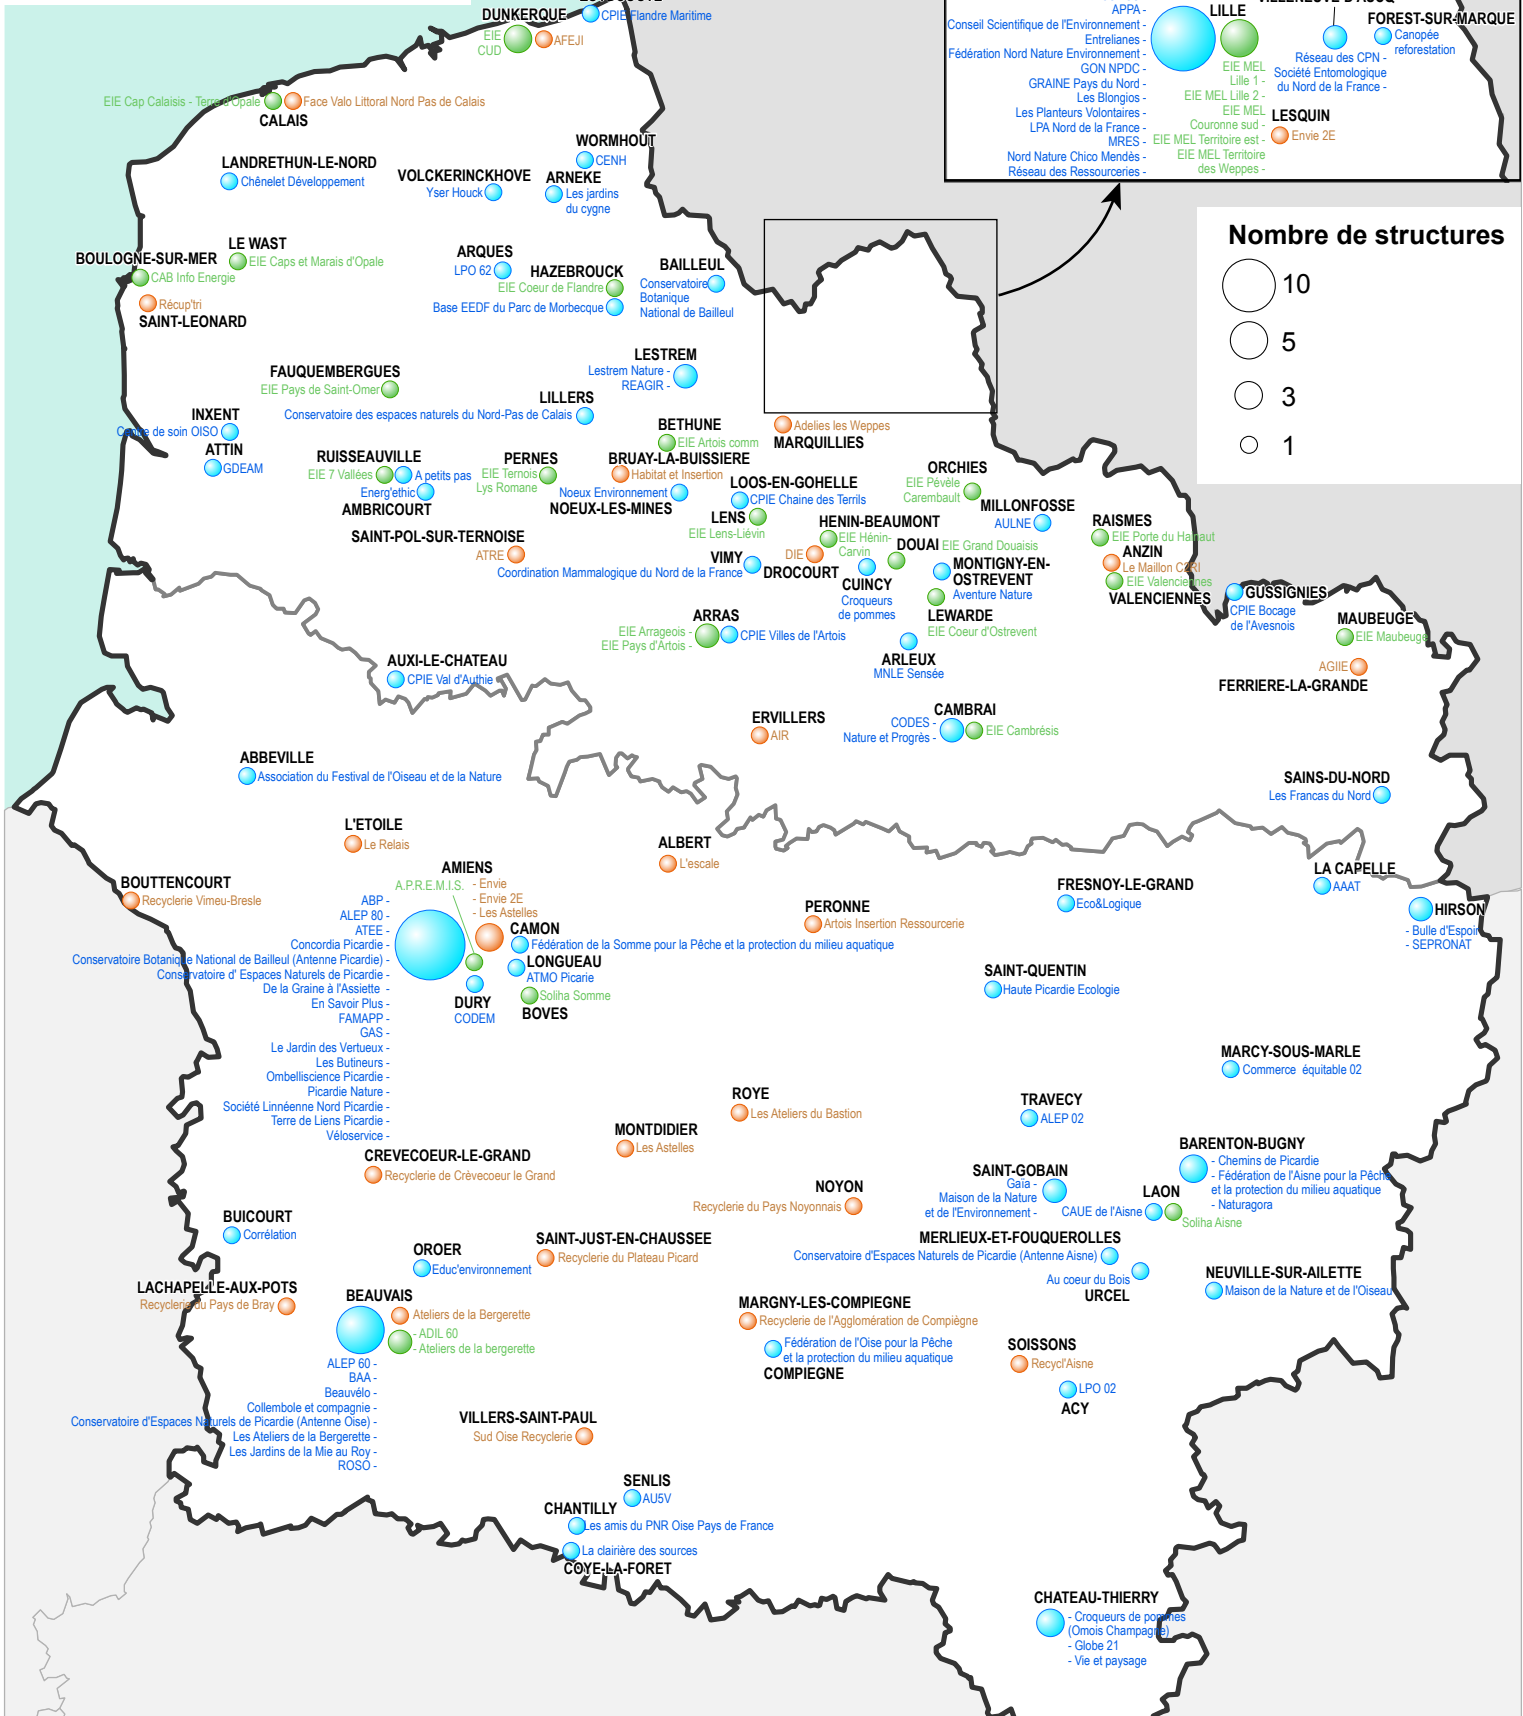 DUNKERQUE
CPIE Flandre Maritime
EIE
CUD
AFEJI
EIE Cap Calaisis - Terre d'Opale
Face Valo Littoral Nord Pas de Calais
CALAIS
WORMHOUT
CENH
LANDRETHUN-LE-NORD
Chênelet Développement
VOLCKERINCKHOVE
Yser Houck
ARNEKE
Les jardins
du cygne
APPA -
Conseil Scientifique de l'Environnement -
Entrelianes -
Fédération Nord Nature Environnement -
GON NPDC -
GRAINE Pays du Nord -
Les Blongios -
Les Planteurs Volontaires -
LPA Nord de la France -
MRES -
Nord Nature Chico Mendès -
Réseau des Ressourceries -
LILLE
EIE MEL
Lille 1 -
EIE MEL Lille 2 -
EIE MEL
Couronne sud -
EIE MEL Territoire est -
EIE MEL Territoire
des Weppes -
VILLENEUVE D'ASCQ
Réseau des CPN -
Société Entomologique
du Nord de la France -
FOREST-SUR-MARQUE
Canopée
reforestation
LESQUIN
Envie 2E
Nombre de structures
10
5
3
1
BOULOGNE-SUR-MER
CAB Info Energie
LE WAST
EIE Caps et Marais d'Opale
Récup'tri
SAINT-LEONARD
ARQUES
LPO 62
HAZEBROUCK
EIE Coeur de Flandre
Base EEDF du Parc de Morbecque
BAILLEUL
Conservatoire
Botanique
National de Bailleul
LESTREM
Lestrem Nature -
REAGIR -
FAUQUEMBERGUES
EIE Pays de Saint-Omer
LILLERS
Conservatoire des espaces naturels du Nord-Pas de Calais
INXENT
Centre de soin OISO
ATTIN
GDEAM
BETHUNE
EIE Artois comm
Adelies les Weppes
MARQUILLIES
RUISSEAUVILLE
EIE 7 Vallées
A petits pas
Energ'ethic
AMBRICOURT
PERNES
EIE Ternois
Lys Romane
BRUAY-LA-BUISSIERE
Habitat et Insertion
Noeux Environnement
NOEUX-LES-MINES
LOOS-EN-GOHELLE
CPIE Chaine des Terrils
LENS
EIE Lens-Liévin
ORCHIES
EIE Pévèle
Carembault
MILLONFOSSE
AULNE
RAISMES
EIE Porte du Hainaut
ANZIN
Le Maillon C2RI
EIE Valenciennes
VALENCIENNES
SAINT-POL-SUR-TERNOISE
ATRE
HENIN-BEAUMONT
EIE Hénin-
Carvin
DIE
DROCOURT
VIMY
Coordination Mammalogique du Nord de la France
DOUAI
EIE Grand Douaisis
CUINCY
Croqueurs
de pommes
MONTIGNY-EN-
OSTREVENT
Aventure Nature
LEWARDE
EIE Coeur d'Ostrevent
GUSSIGNIES
CPIE Bocage
de l'Avesnois
MAUBEUGE
EIE Maubeuge
AGIIE
FERRIERE-LA-GRANDE
ARRAS
EIE Arrageois -
EIE Pays d'Artois -
CPIE Villes de l'Artois
ARLEUX
MNLE Sensée
AUXI-LE-CHATEAU
CPIE Val d'Authie
ERVILLERS
AIR
CAMBRAI
CODES -
Nature et Progrès -
EIE Cambrésis
ABBEVILLE
Association du Festival de l'Oiseau et de la Nature
SAINS-DU-NORD
Les Francas du Nord
L'ETOILE
Le Relais
ALBERT
L'escale
BOUTTENCOURT
Recyclerie Vimeu-Bresle
AMIENS
A.P.R.E.M.I.S.
- Envie
- Envie 2E
- Les Astelles
ABP -
ALEP 80 -
ATEE -
Concordia Picardie -
Conservatoire Botanique National de Bailleul (Antenne Picardie) -
Conservatoire d' Espaces Naturels de Picardie -
De la Graine à l'Assiette -
En Savoir Plus -
FAMAPP -
GAS -
Le Jardin des Vertueux -
Les Butineurs -
Ombelliscience Picardie -
Picardie Nature -
Société Linnéenne Nord Picardie -
Terre de Liens Picardie -
Véloservice -
CAMON
Fédération de la Somme pour la Pêche et la protection du milieu aquatique
LONGUEAU
ATMO Picarie
Soliha Somme
BOVES
DURY
CODEM
PERONNE
Artois Insertion Ressourcerie
FRESNOY-LE-GRAND
Eco&Logique
LA CAPELLE
AAAT
HIRSON
- Bulle d'Espoir
- SEPRONAT
SAINT-QUENTIN
Haute Picardie Ecologie
MARCY-SOUS-MARLE
Commerce équitable 02
ROYE
Les Ateliers du Bastion
TRAVECY
ALEP 02
MONTDIDIER
Les Astelles
CREVECOEUR-LE-GRAND
Recyclerie de Crèvecoeur le Grand
BARENTON-BUGNY
- Chemins de Picardie
- Fédération de l'Aisne pour la Pêche
et la protection du milieu aquatique
- Naturagora
SAINT-GOBAIN
Gaïa -
Maison de la Nature
et de l'Environnement -
LAON
CAUE de l'Aisne
Soliha Aisne
NOYON
Recyclerie du Pays Noyonnais
BUICOURT
Corrélation
OROER
Educ'environnement
SAINT-JUST-EN-CHAUSSEE
Recyclerie du Plateau Picard
MERLIEUX-ET-FOUQUEROLLES
Conservatoire d'Espaces Naturels de Picardie (Antenne Aisne)
Au coeur du Bois
URCEL
NEUVILLE-SUR-AILETTE
Maison de la Nature et de l'Oiseau
LACHAPELLE-AUX-POTS
Recyclerie du Pays de Bray
BEAUVAIS
Ateliers de la Bergerette
- ADIL 60
- Ateliers de la bergerette
ALEP 60 -
BAA -
Beauvélo -
Collembole et compagnie -
Conservatoire d'Espaces Naturels de Picardie (Antenne Oise) -
Les Ateliers de la Bergerette -
Les Jardins de la Mie au Roy -
ROSO -
MARGNY-LES-COMPIEGNE
Recyclerie de l'Agglomération de Compiègne
Fédération de l'Oise pour la Pêche
et la protection du milieu aquatique
COMPIEGNE
SOISSONS
Recycl'Aisne
LPO 02
ACY
VILLERS-SAINT-PAUL
Sud Oise Recyclerie
SENLIS
AU5V
CHANTILLY
Les amis du PNR Oise Pays de France
La clairière des sources
COYE-LA-FORET
CHATEAU-THIERRY
- Croqueurs de pommes
(Omois Champagne)
- Globe 21
- Vie et paysage